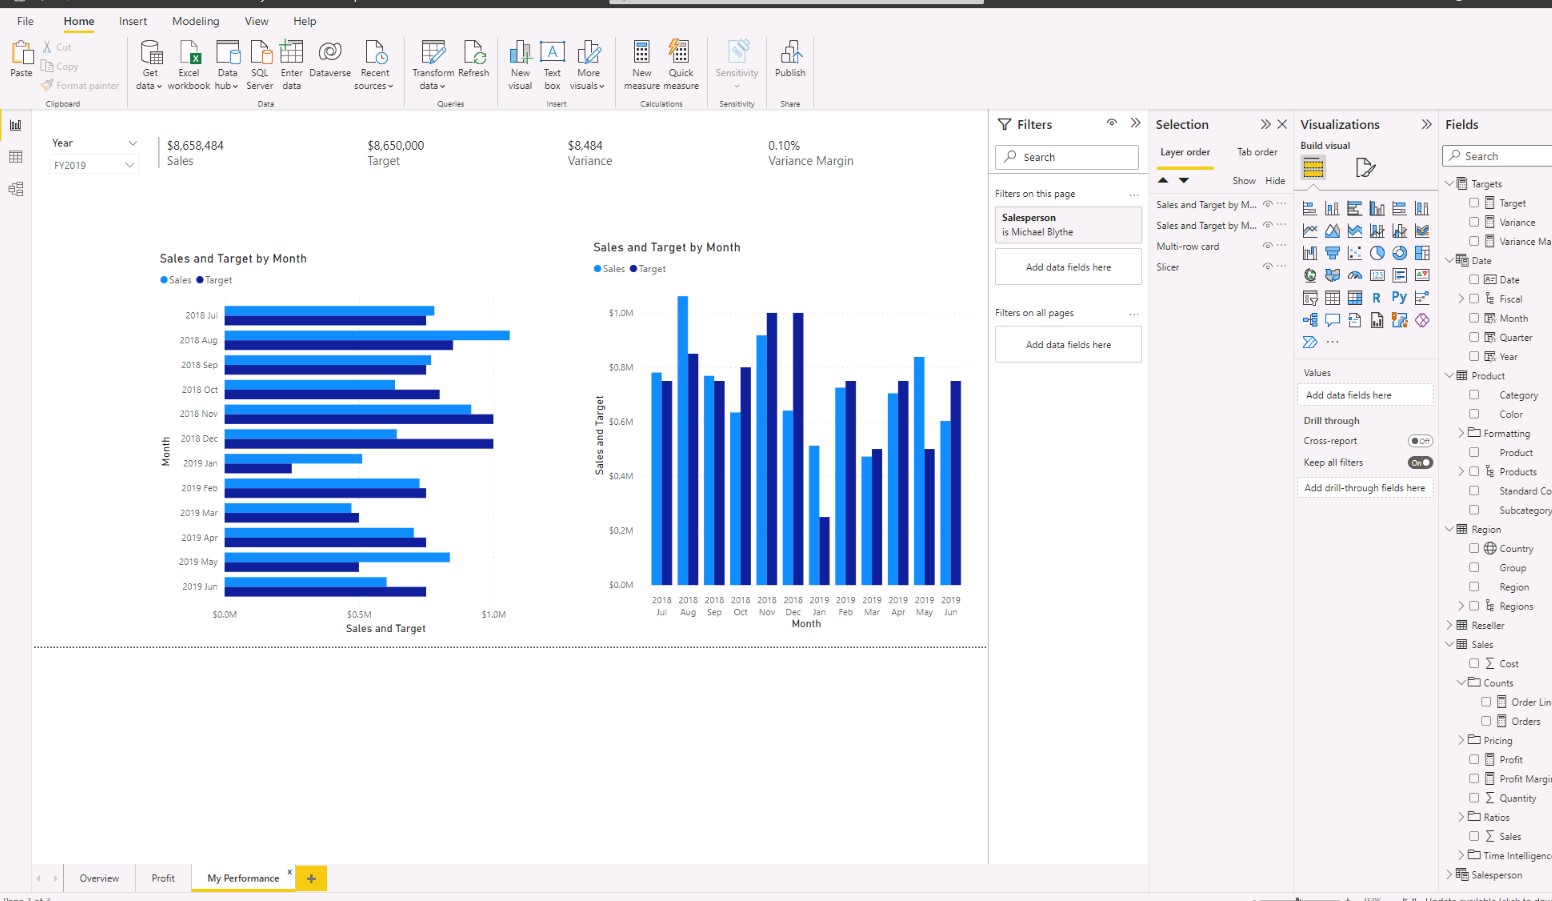 File Home Insert Modeling View Help
Paste
Cut
Copy
Format painter
Clipboard
Get data
Excel workbook
Data hub
SQL Server
Enter data
Dataverse
Recent sources
Data
Transform data
Refresh
Queries
New visual
Text box
More visuals
Insert
New measure
Quick measure
Calculations
Sensitivity
Sensitivity
Publish
Share
Year
FY2019
$8,658,484
Sales
$8,650,000
Target
$8,484
Variance
0.10%
Variance Margin
Sales and Target by Month
Sales Target
Month
2018 Jul
2018 Aug
2018 Sep
2018 Oct
2018 Nov
2018 Dec
2019 Jan
2019 Feb
2019 Mar
2019 Apr
2019 May
2019 Jun
$0.0M $0.5M $1.0M
Sales and Target
Sales and Target by Month
Sales Target
Sales and Target
$1.0M
$0.8M
$0.6M
$0.4M
$0.2M
$0.0M
2018 2018 2018 2018 2018 2018 2019 2019 2019 2019 2019 2019
Jul Aug Sep Oct Nov Dec Jan Feb Mar Apr May Jun
Month
Filters
Search
Filters on this page
Salesperson
is Michael Blythe
Add data fields here
Filters on all pages
Add data fields here
Selection
Layer order Tab order
Show Hide
Sales and Target by M...
Sales and Target by M...
Multi-row card
Slicer
Visualizations
Build visual
R Py
Values
Add data fields here
Drill through
Cross-report Off
Keep all filters On
Add drill-through fields here
Fields
Search
Targets
Target
Variance
Variance Ma
Date
Date
Fiscal
Month
Quarter
Year
Product
Category
Color
Formatting
Product
Products
Standard Co
Subcategory
Region
Country
Group
Region
Regions
Reseller
Sales
Cost
Counts
Order Lin
Orders
Pricing
Profit
Profit Margi
Quantity
Ratios
Sales
Time Intelligenc
Salesperson
Overview Profit My Performance x +